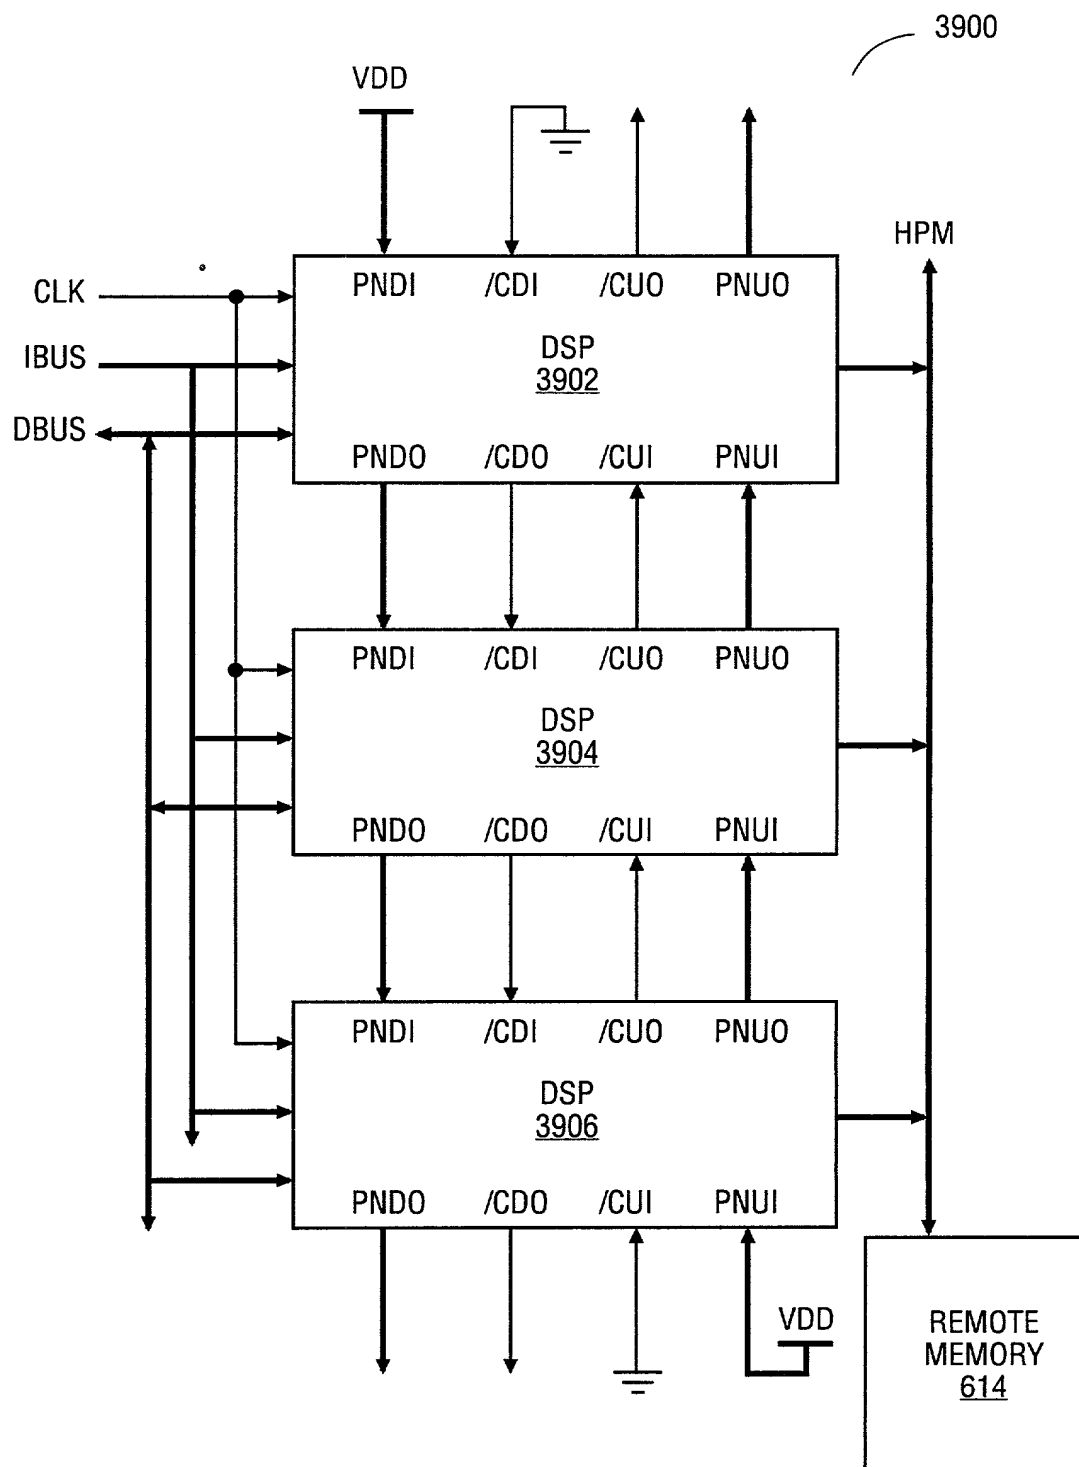 3900
VDD
HPM
CLK
IBUS
DBUS
PNDI /CDI /CUO PNUO
DSP
3902
PNDO /CDO /CUI PNUI
PNDI /CDI /CUO PNUO
DSP
3904
PNDO /CDO /CUI PNUI
PNDI /CDI /CUO PNUO
DSP
3906
PNDO /CDO /CUI PNUI
VDD
REMOTE
MEMORY
614